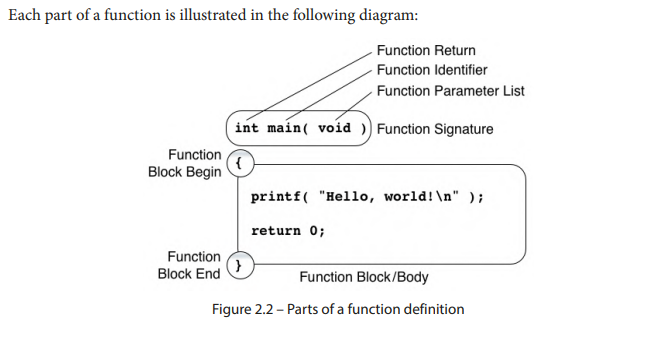 Each part of a function is illustrated in the following diagram:
Function Return
Function Identifier
Function Parameter List
int main( void ) Function Signature
Function
Block Begin
{
printf( "Hello, world!\n" );
return 0;
Function
Block End
}
Function Block/Body
Figure 2.2 – Parts of a function definition